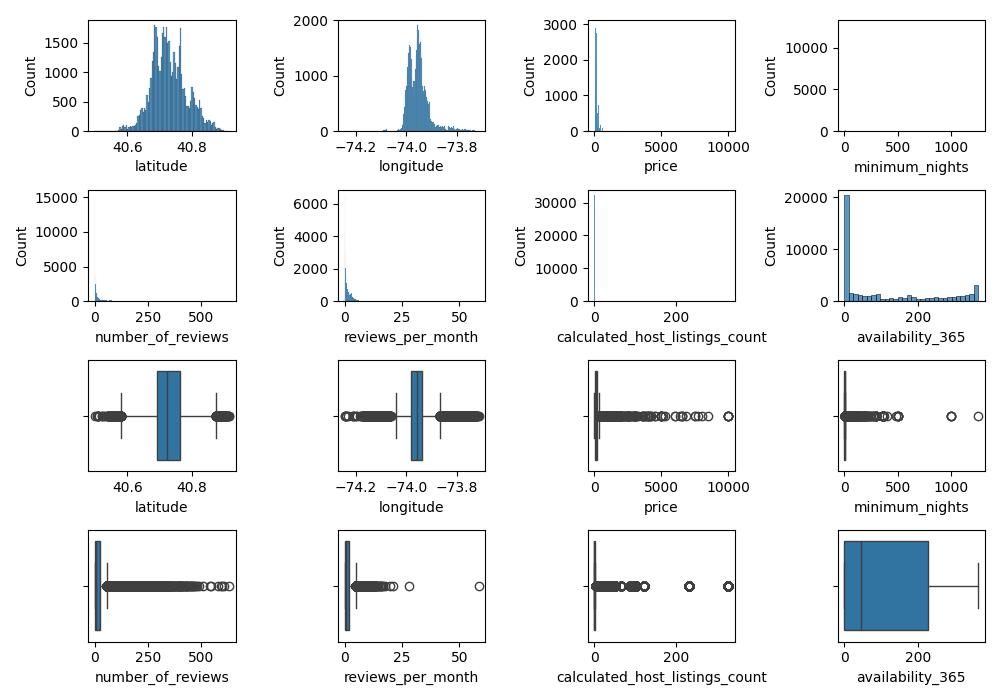 1500
1000
500
0
Count
40.6 40.8
latitude
2000
1000
0
Count
−74.2 −74.0 −73.8
longitude
3000
2000
1000
0
Count
0 5000 10000
price
10000
5000
0
Count
0 500 1000
minimum_nights
15000
10000
5000
0
Count
0 250 500
number_of_reviews
6000
4000
2000
0
Count
0 25 50
reviews_per_month
30000
20000
10000
0
Count
0 200
calculated_host_listings_count
20000
10000
0
Count
0 200
availability_365
40.6 40.8
latitude
−74.2 −74.0 −73.8
longitude
0 5000 10000
price
0 500 1000
minimum_nights
0 250 500
number_of_reviews
0 25 50
reviews_per_month
0 200
calculated_host_listings_count
0 200
availability_365